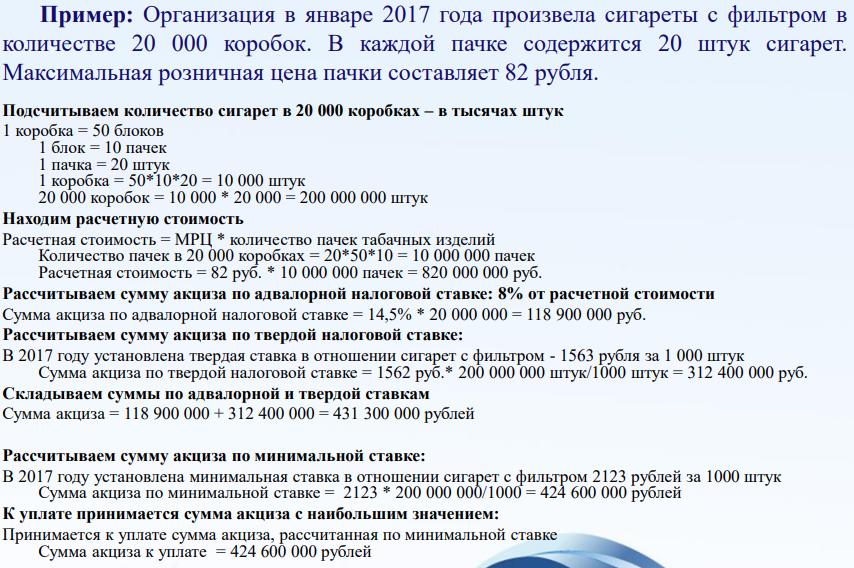 Пример: Организация в январе 2017 года произвела сигареты с фильтром в
количестве 20 000 коробок. В каждой пачке содержится 20 штук сигарет.
Максимальная розничная цена пачки составляет 82 рубля.
Подсчитываем количество сигарет в 20 000 коробках – в тысячах штук
1 коробка = 50 блоков
1 блок = 10 пачек
1 пачка = 20 штук
1 коробка = 50*10*20 = 10 000 штук
20 000 коробок = 10 000 * 20 000 = 200 000 000 штук
Находим расчетную стоимость
Расчетная стоимость = МРЦ * количество пачек табачных изделий
Количество пачек в 20 000 коробках = 20*50*10 = 10 000 000 пачек
Расчетная стоимость = 82 руб. * 10 000 000 пачек = 820 000 000 руб.
Рассчитываем сумму акциза по адвалорной налоговой ставке: 8% от расчетной стоимости
Сумма акциза по адвалорной налоговой ставке = 14,5% * 20 000 000 = 118 900 000 руб.
Рассчитываем сумму акциза по твердой налоговой ставке:
В 2017 году установлена твердая ставка в отношении сигарет с фильтром - 1563 рубля за 1 000 штук
Сумма акциза по твердой налоговой ставке = 1562 руб.* 200 000 000 штук/1000 штук = 312 400 000 руб.
Складываем суммы по адвалорной и твердой ставкам
Сумма акциза = 118 900 000 + 312 400 000 = 431 300 000 рублей
Рассчитываем сумму акциза по минимальной ставке:
В 2017 году установлена минимальная ставка в отношении сигарет с фильтром 2123 рублей за 1000 штук
Сумма акциза по минимальной ставке = 2123 * 200 000 000/1000 = 424 600 000 рублей
К уплате принимается сумма акциза с наибольшим значением:
Принимается к уплате сумма акциза, рассчитанная по минимальной ставке
Сумма акциза к уплате = 424 600 000 рублей